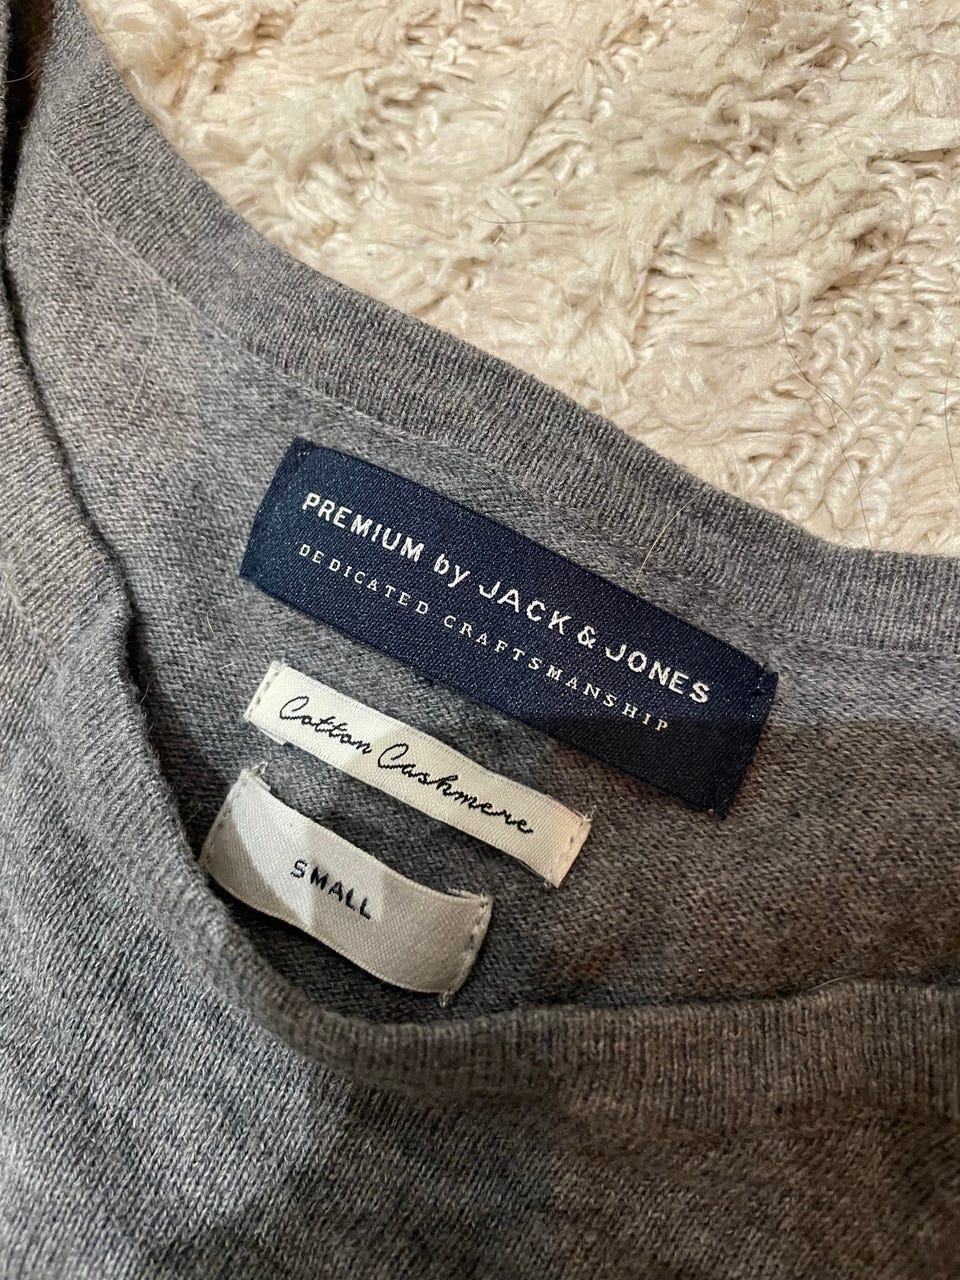 PREMIUM by JACK & JONES
DEDICATED CRAFTSMANSHIP
Cotton Cashmere
SMALL